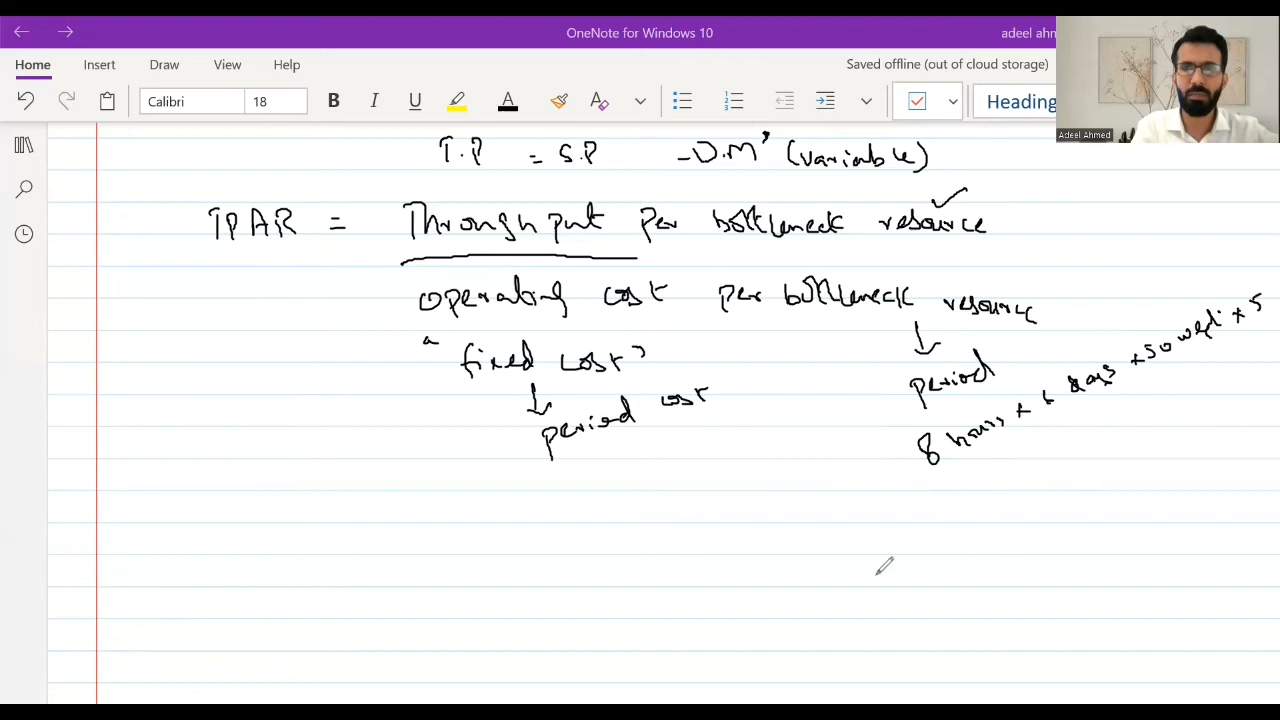 OneNote for Windows 10
adeel ahm
Home Insert Draw View Help
Saved offline (out of cloud storage)
Calibri 18 B I U A Heading
Adeel Ahmed
T.P = S.P - D.M' (variable)
TPAR = Throughput Per bottleneck resource
operating cost per bottleneck resource
" fixed cost"
period
period cost
8 hours * 6 days * 50 * 5